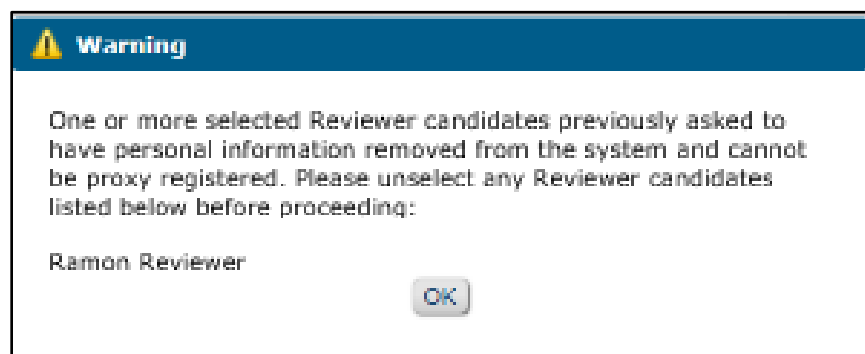 Warning
One or more selected Reviewer candidates previously asked to
have personal information removed from the system and cannot
be proxy registered. Please unselect any Reviewer candidates
listed below before proceeding:
Ramon Reviewer
OK